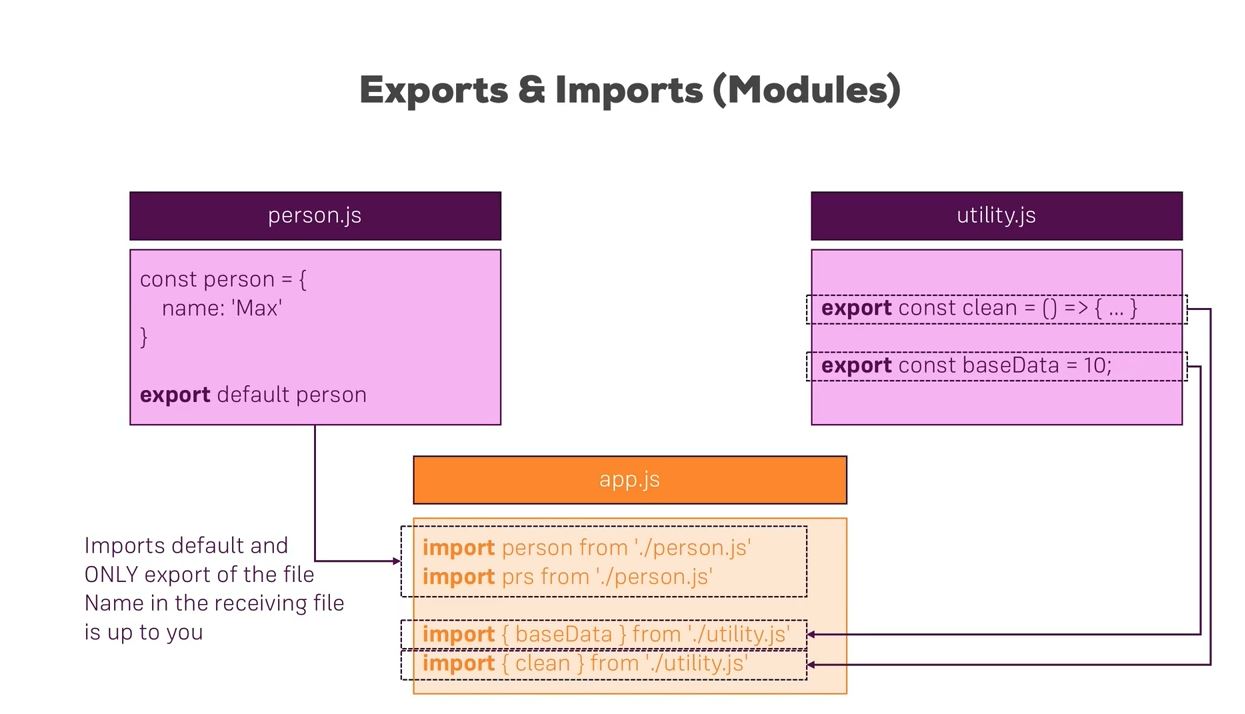 Exports & Imports (Modules)
person.js
const person = {
name: 'Max'
}
export default person
utility.js
export const clean = () => { ... }
export const baseData = 10;
app.js
import person from './person.js'
import prs from './person.js'
import { baseData } from './utility.js'
import { clean } from './utility.js'
Imports default and
ONLY export of the file
Name in the receiving file
is up to you